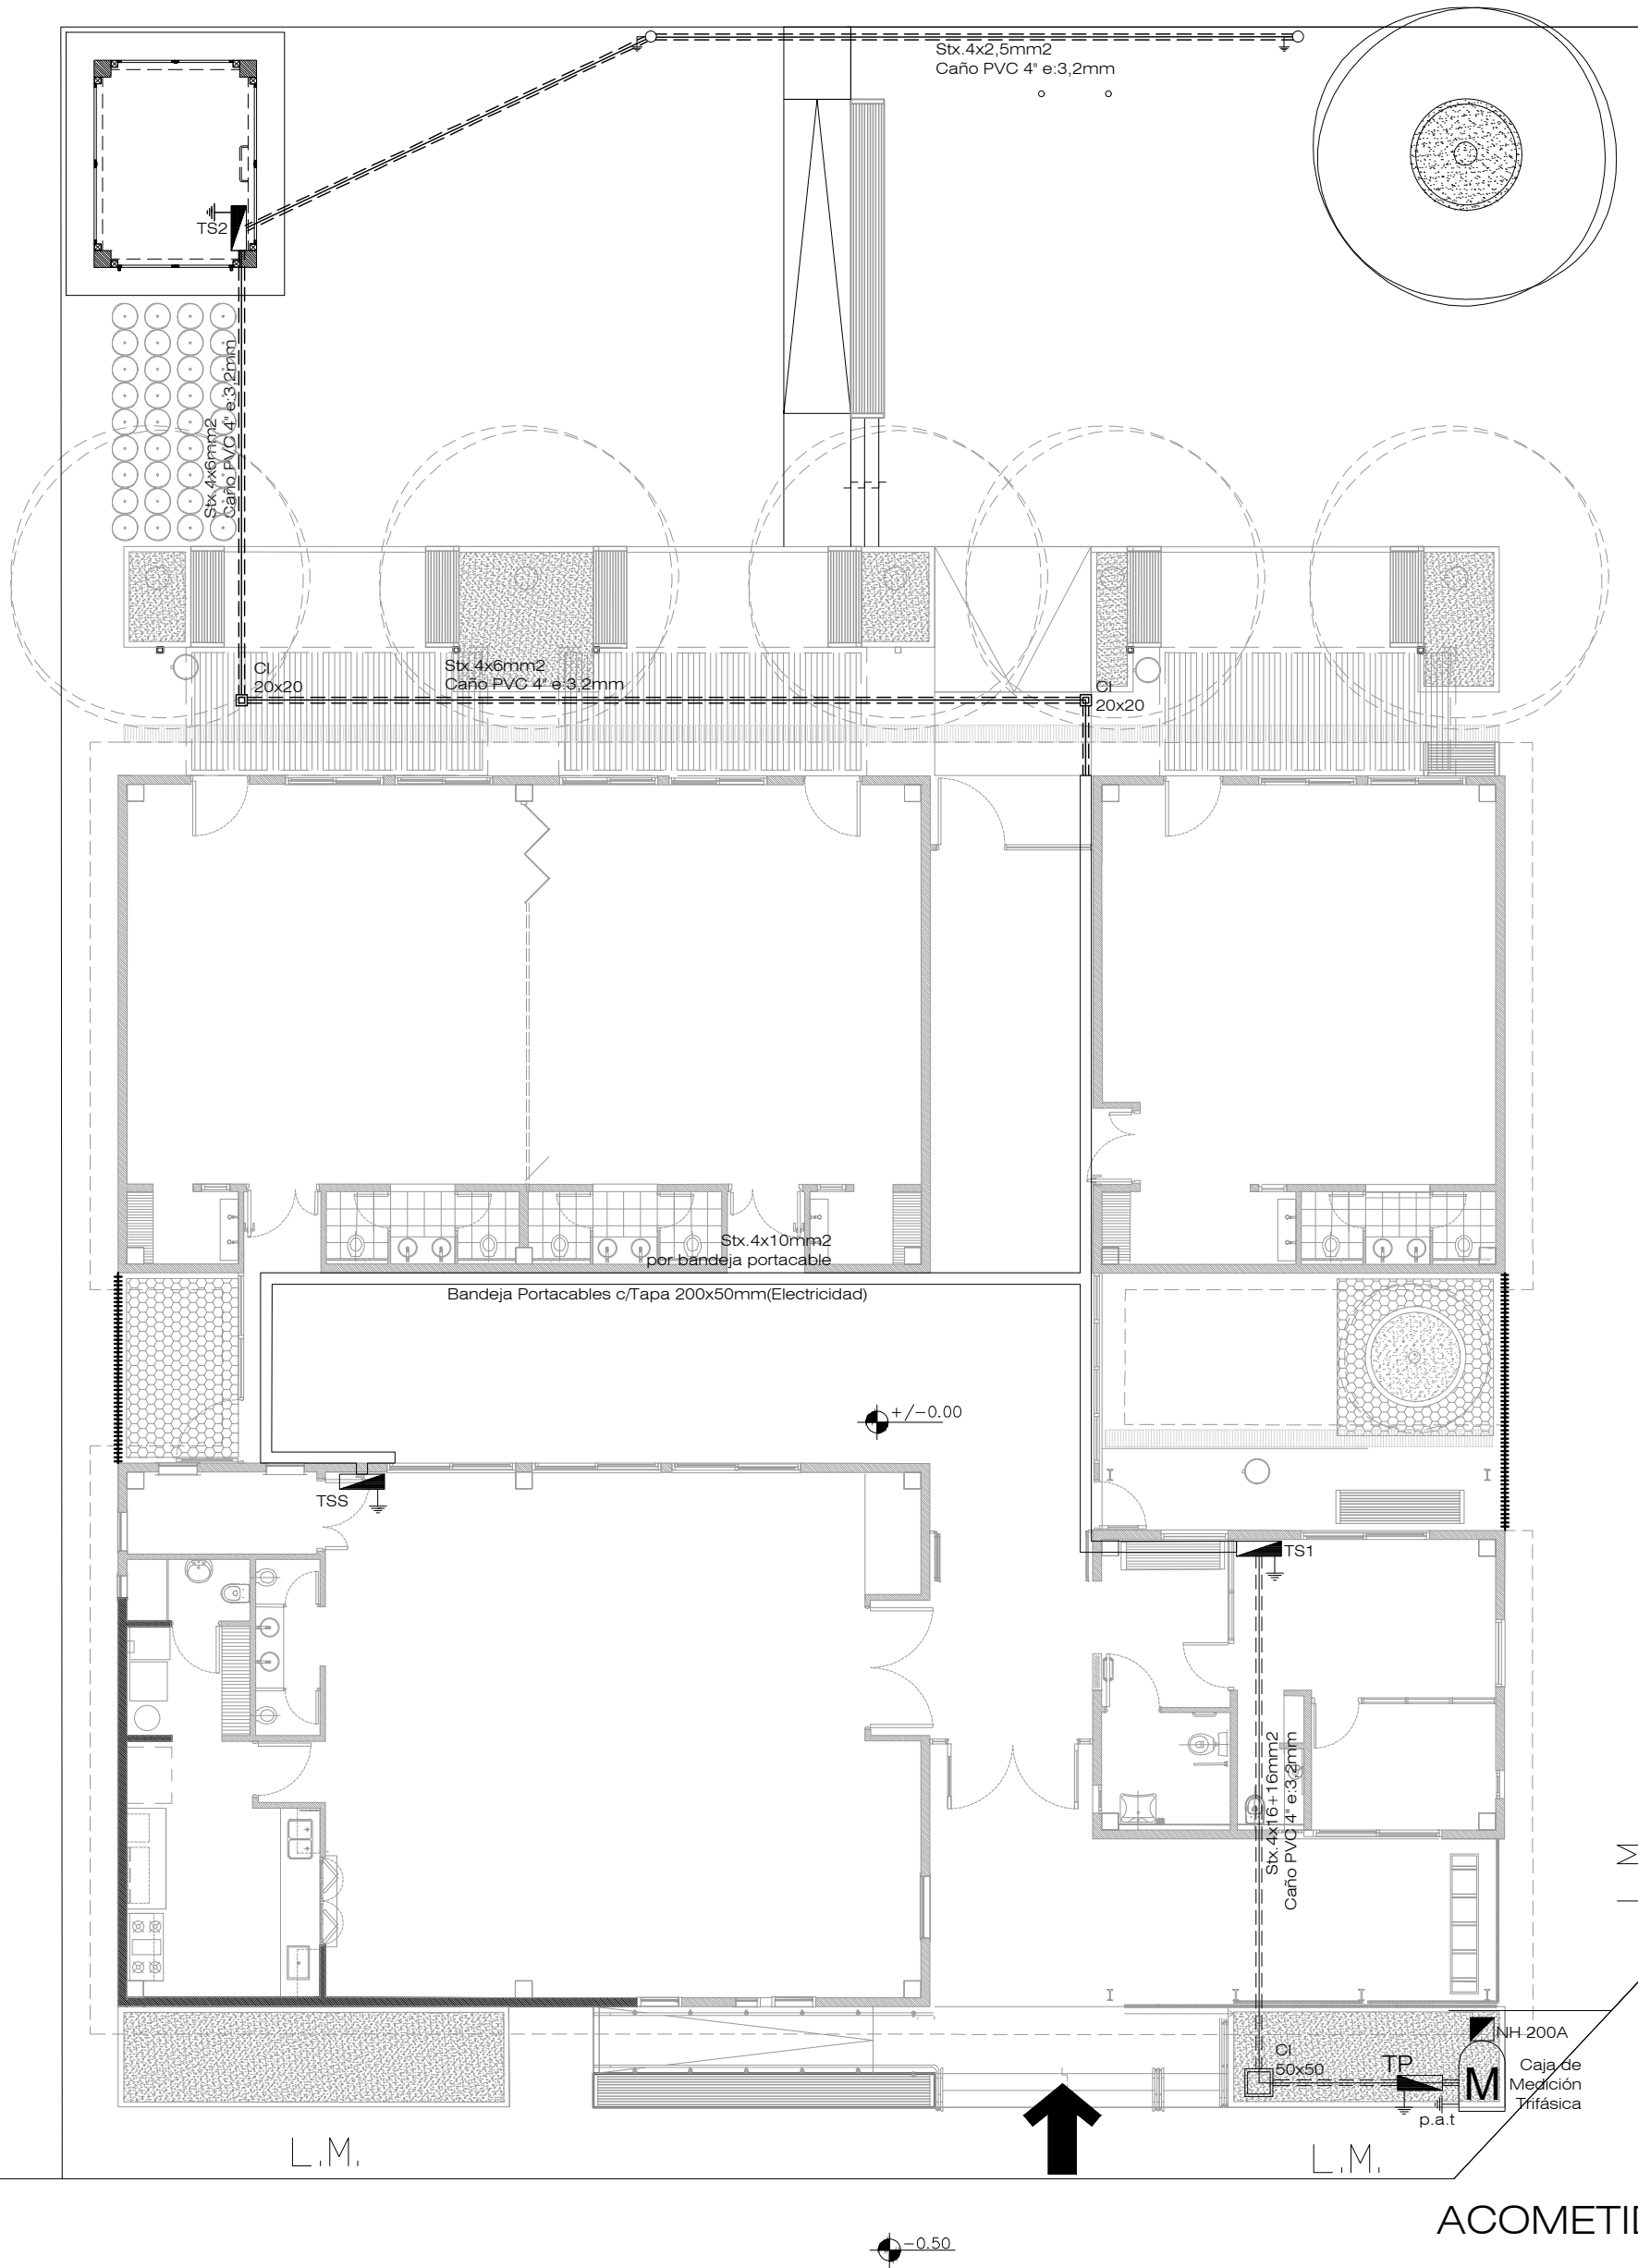 Stx.4x2,5mm2
Caño PVC 4" e:3,2mm
TS2
Stx.4x6mm2
Caño PVC 4" e:3,2mm
CI
20x20
Stx.4x6mm2
Caño PVC 4" e:3,2mm
CI
20x20
Stx.4x10mm2
por bandeja portacable
Bandeja Portacables c/Tapa 200x50mm(Electricidad)
+/-0.00
TSS
TS1
Stx.4x16+16mm2
Caño PVC 4" e:3,2mm
M
NH 200A
CI
50x50
TP
M
Caja de
Medición
Trifásica
p.a.t
L.M.
L.M.
ACOMETID
-0.50